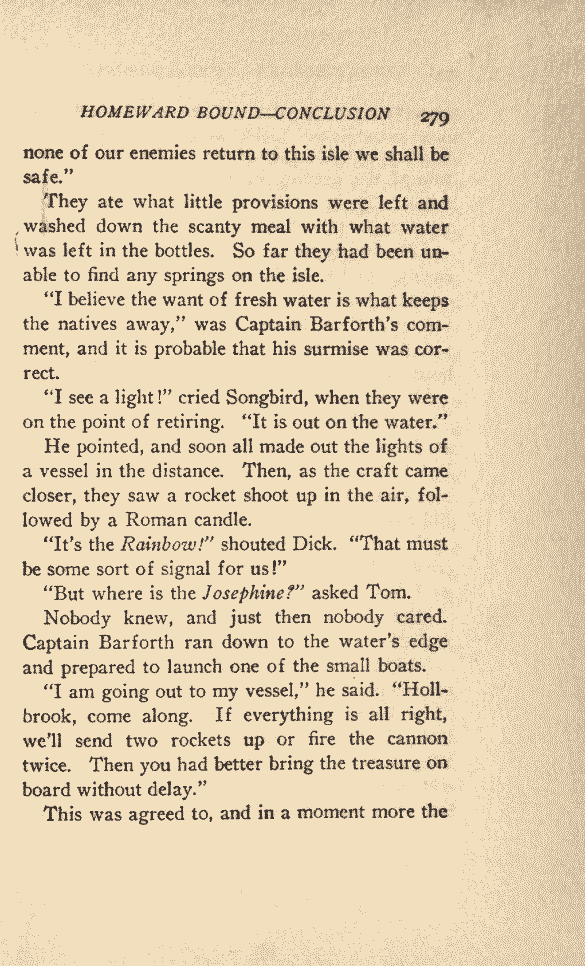 HOMEWARD BOUND—CONCLUSION 279
none of our enemies return to this isle we shall be
safe.”
They ate what little provisions were left and
washed down the scanty meal with what water
was left in the bottles. So far they had been un-
able to find any springs on the isle.
“I believe the want of fresh water is what keeps
the natives away,” was Captain Barforth’s com-
ment, and it is probable that his surmise was cor-
rect.
“I see a light!” cried Songbird, when they were
on the point of retiring. “It is out on the water.”
He pointed, and soon all made out the lights of
a vessel in the distance. Then, as the craft came
closer, they saw a rocket shoot up in the air, fol-
lowed by a Roman candle.
“It’s the Rainbow!” shouted Dick. “That must
be some sort of signal for us!”
“But where is the Josephine?” asked Tom.
Nobody knew, and just then nobody cared.
Captain Barforth ran down to the water’s edge
and prepared to launch one of the small boats.
“I am going out to my vessel,” he said. “Holl-
brook, come along. If everything is all right,
we’ll send two rockets up or fire the cannon
twice. Then you had better bring the treasure on
board without delay.”
This was agreed to, and in a moment more the